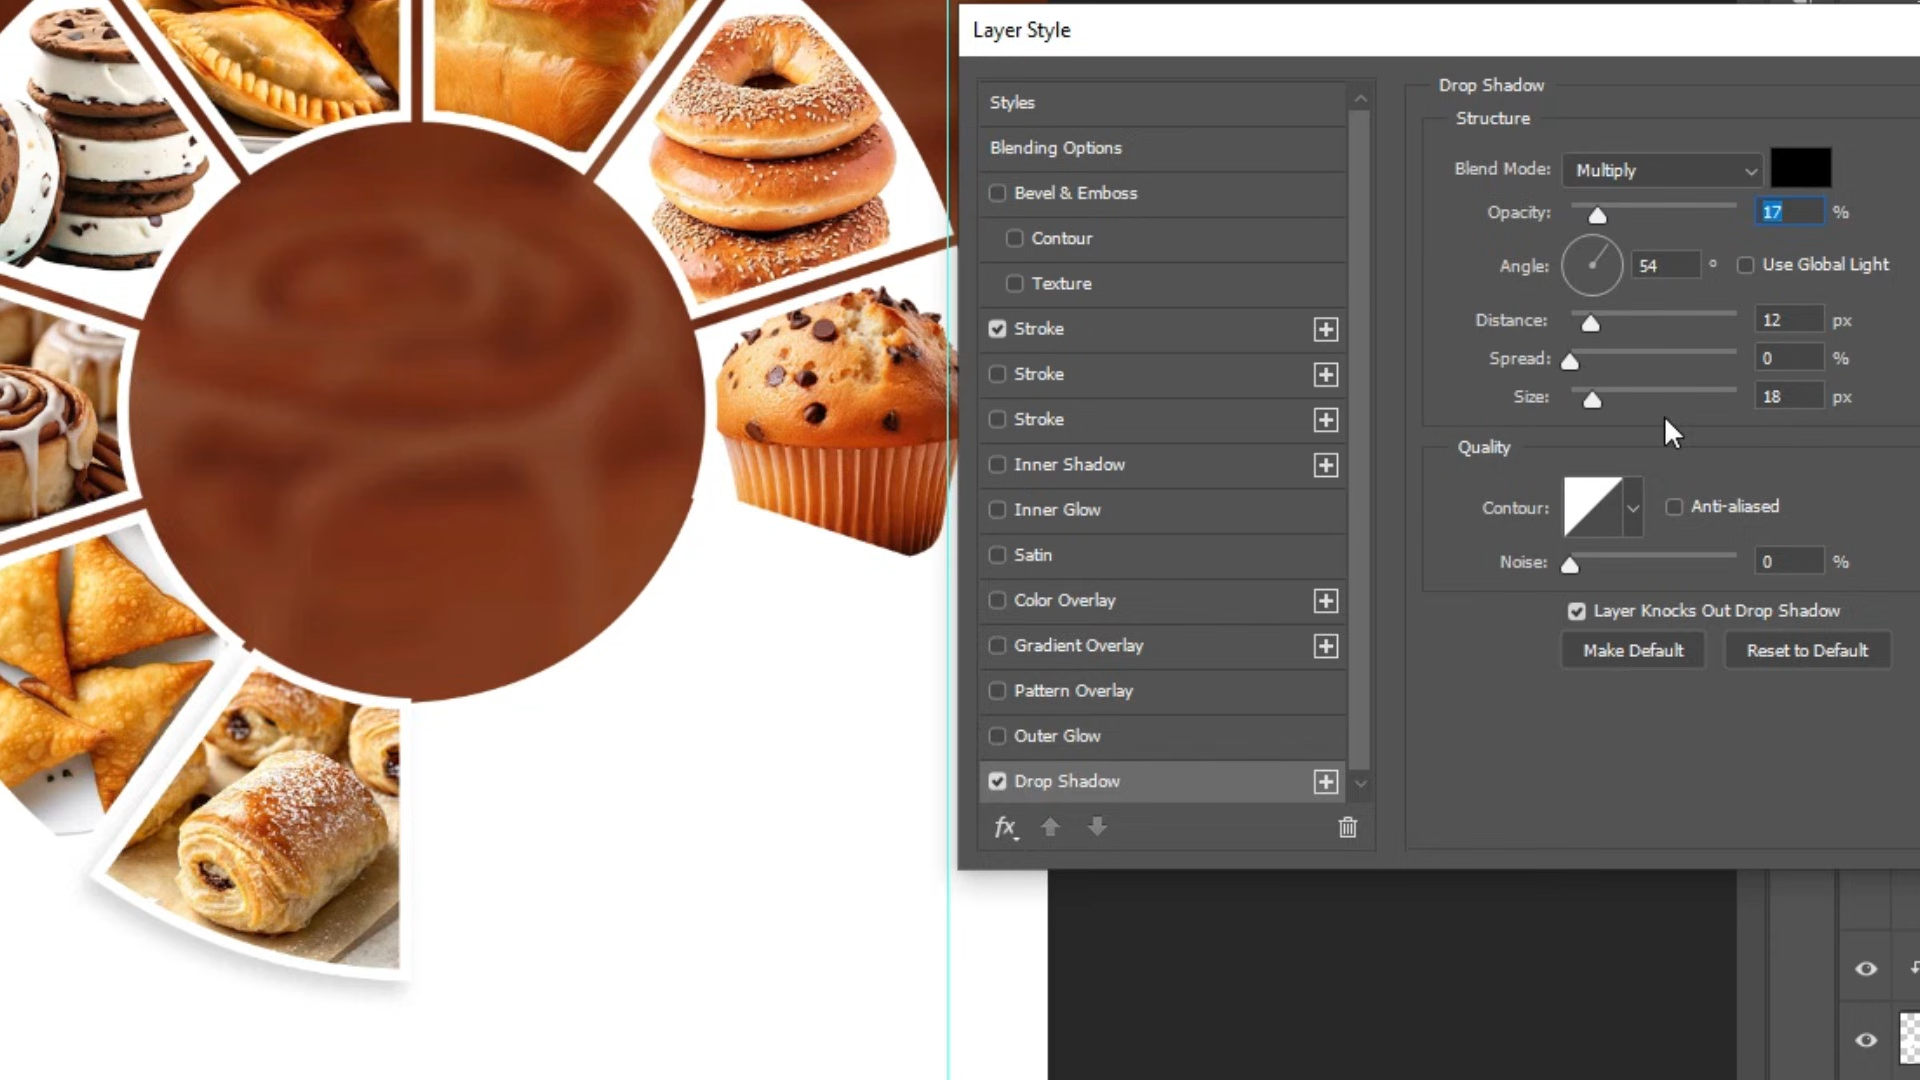 Layer Style
Styles
Blending Options
Bevel & Emboss
Contour
Texture
Stroke
Stroke
Stroke
Inner Shadow
Inner Glow
Satin
Color Overlay
Gradient Overlay
Pattern Overlay
Outer Glow
Drop Shadow
fx
Drop Shadow
Structure
Blend Mode: Multiply
Opacity: 17 %
Angle: 54 ° Use Global Light
Distance: 12 px
Spread: 0 %
Size: 18 px
Quality
Contour: Anti-aliased
Noise: 0 %
Layer Knocks Out Drop Shadow
Make Default Reset to Default